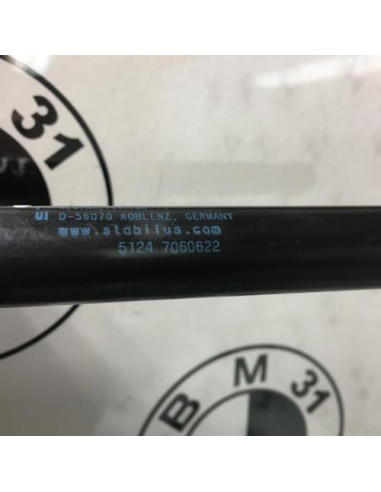 31
D-56070 KOBLENZ, GERMANY
www.stabilus.com
5124 7060622
B M 31